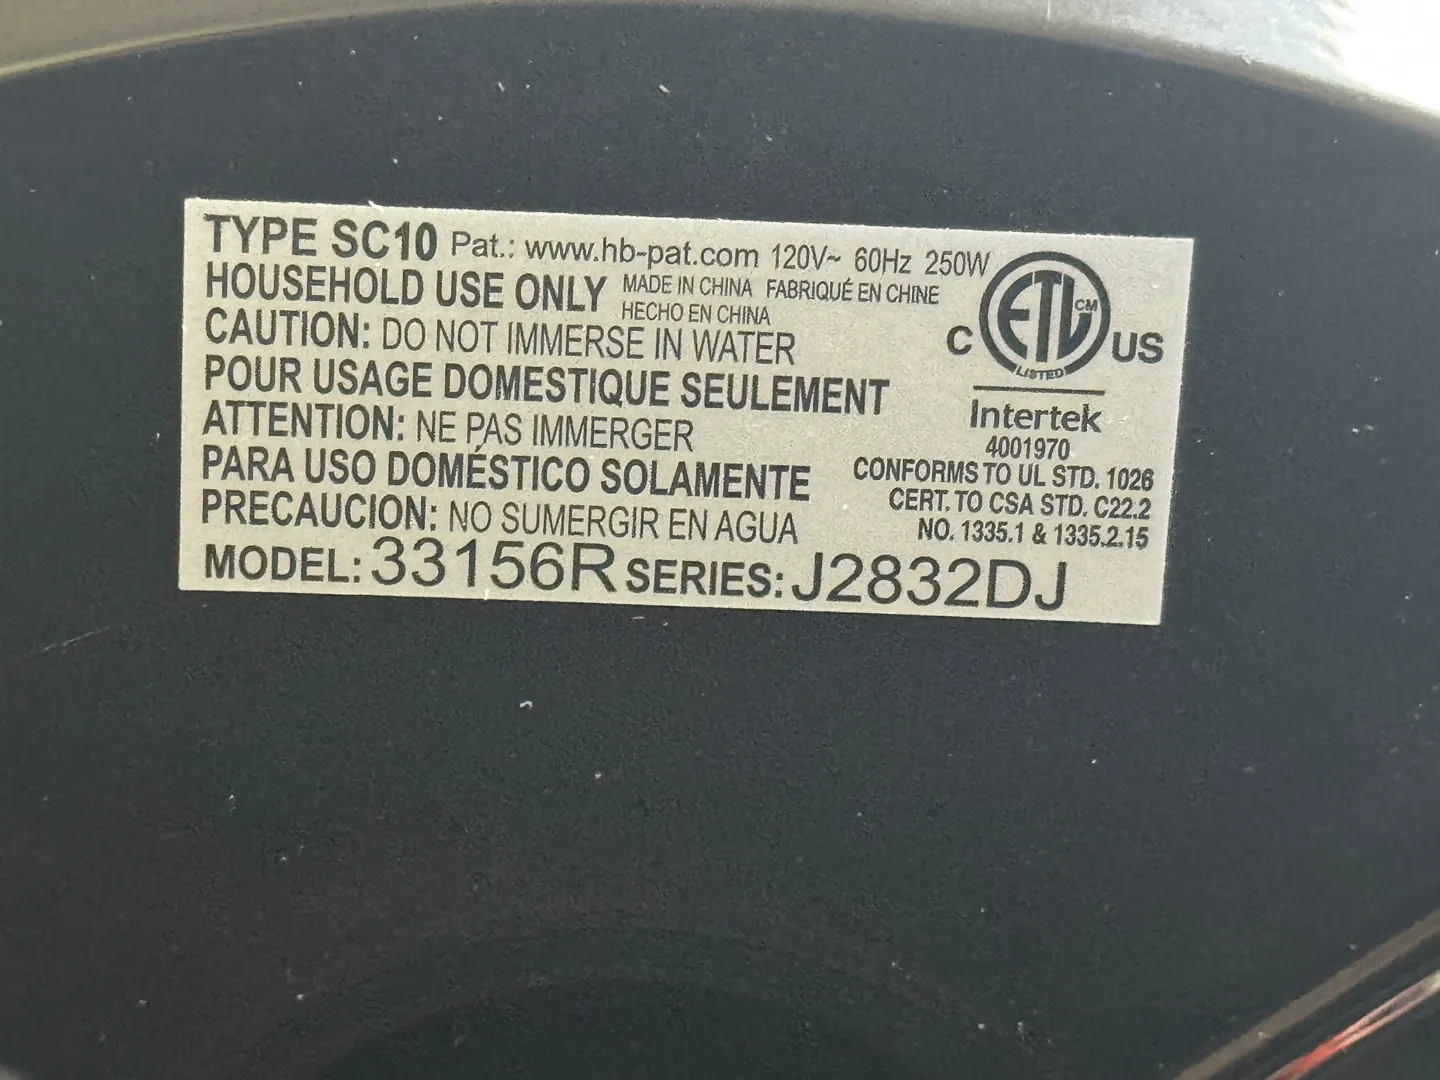 TYPE SC10 Pat.: www.hb-pat.com 120V~ 60Hz 250W
HOUSEHOLD USE ONLY MADE IN CHINA FABRIQUÉ EN CHINE
HECHO EN CHINA
CAUTION: DO NOT IMMERSE IN WATER
POUR USAGE DOMESTIQUE SEULEMENT
ATTENTION: NE PAS IMMERGER
PARA USO DOMÉSTICO SOLAMENTE
PRECAUCION: NO SUMERGIR EN AGUA
MODEL: 33156R SERIES: J2832DJ
C ETL CM US
LISTED
Intertek
4001970
CONFORMS TO UL STD. 1026
CERT. TO CSA STD. C22.2
NO. 1335.1 & 1335.2.15